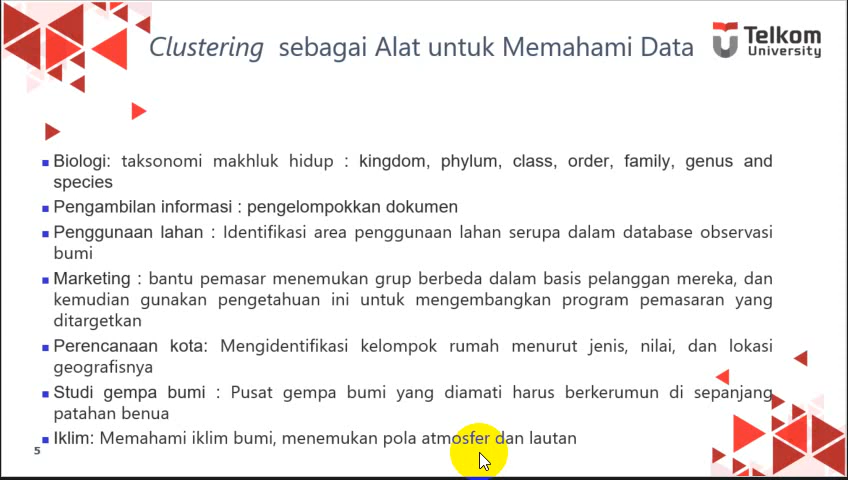 Clustering sebagai Alat untuk Memahami Data
Telkom
University
Biologi: taksonomi makhluk hidup : kingdom, phylum, class, order, family, genus and
species
Pengambilan informasi : pengelompokkan dokumen
Penggunaan lahan : Identifikasi area penggunaan lahan serupa dalam database observasi
bumi
Marketing : bantu pemasar menemukan grup berbeda dalam basis pelanggan mereka, dan
kemudian gunakan pengetahuan ini untuk mengembangkan program pemasaran yang
ditargetkan
Perencanaan kota: Mengidentifikasi kelompok rumah menurut jenis, nilai, dan lokasi
geografisnya
Studi gempa bumi : Pusat gempa bumi yang diamati harus berkerumun di sepanjang
patahan benua
Iklim: Memahami iklim bumi, menemukan pola atmosfer dan lautan
5